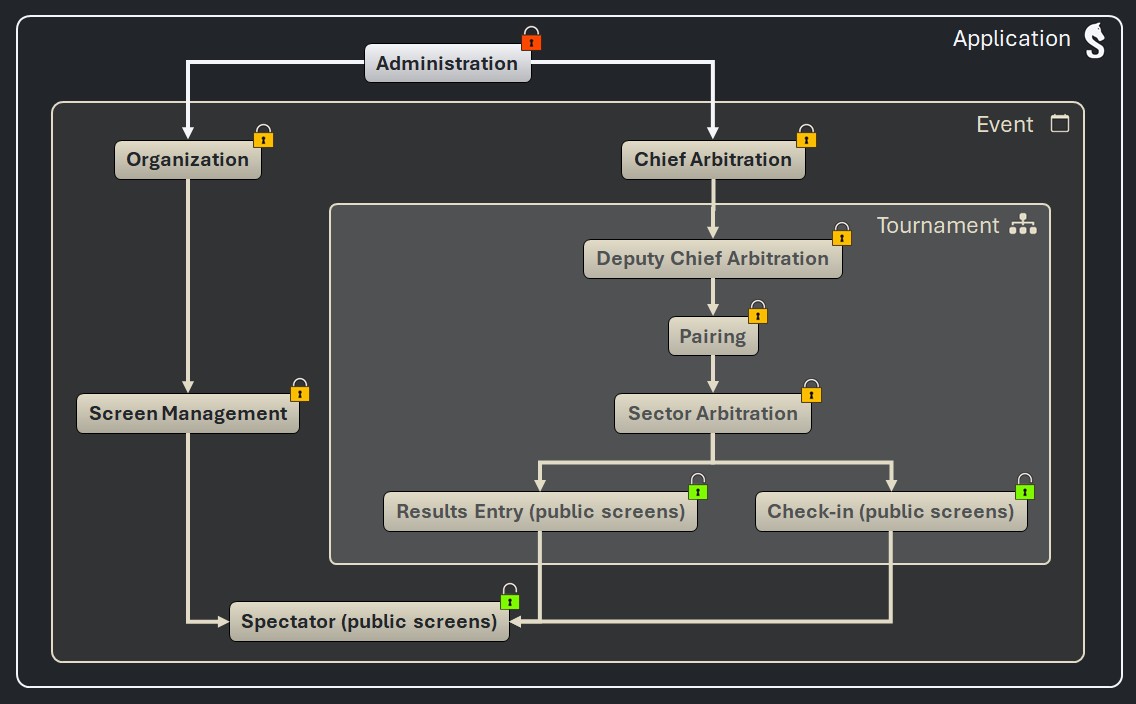 Application
Administration
Event
Organization
Chief Arbitration
Tournament
Deputy Chief Arbitration
Pairing
Screen Management
Sector Arbitration
Results Entry (public screens)
Check-in (public screens)
Spectator (public screens)